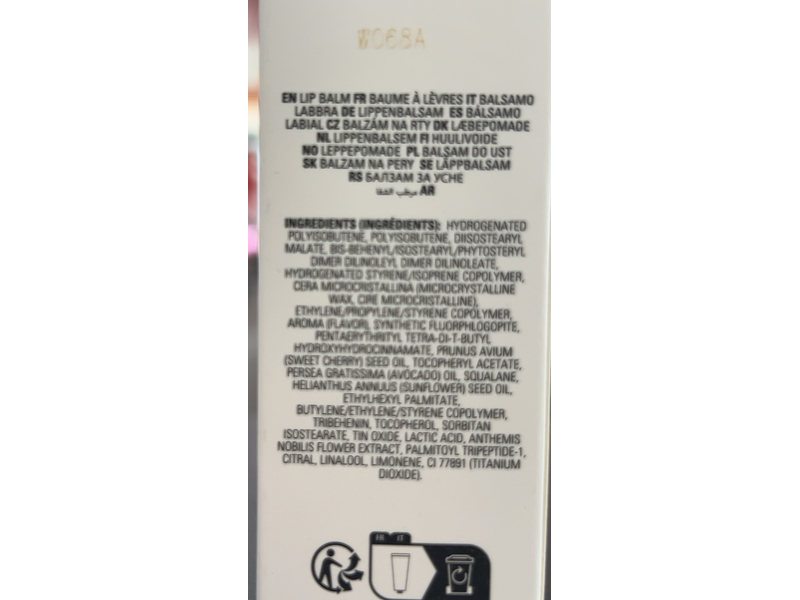 W068A
EN LIP BALM FR BAUME À LÈVRES IT BALSAMO
LABBRA DE LIPPENBALSAM ES BÁLSAMO
LABIAL CZ BALZÁM NA RTY DK LÆBEPOMADE
NL LIPPENBALSEM FI HUULIVOIDE
NO LEPPEPOMADE PL BALSAM DO UST
SK BALZAM NA PERY SE LÄPPBALSAM
RS БАЛЗАМ ЗА УСНЕ
AR مرطب الشفا
INGREDIENTS (INGRÉDIENTS): HYDROGENATED
POLYISOBUTENE, POLYISOBUTENE, DIISOSTEARYL
MALATE, BIS-BEHENYL/ISOSTEARYL/PHYTOSTERYL
DIMER DILINOLEYL DIMER DILINOLEATE,
HYDROGENATED STYRENE/ISOPRENE COPOLYMER,
CERA MICROCRISTALLINA (MICROCRYSTALLINE
WAX, CIRE MICROCRISTALLINE),
ETHYLENE/PROPYLENE/STYRENE COPOLYMER,
AROMA (FLAVOR), SYNTHETIC FLUORPHLOGOPITE,
PENTAERYTHRITYL TETRA-DI-T-BUTYL
HYDROXYHYDROCINNAMATE, PRUNUS AVIUM
(SWEET CHERRY) SEED OIL, TOCOPHERYL ACETATE,
PERSEA GRATISSIMA (AVOCADO) OIL, SQUALANE,
HELIANTHUS ANNUUS (SUNFLOWER) SEED OIL,
ETHYLHEXYL PALMITATE,
BUTYLENE/ETHYLENE/STYRENE COPOLYMER,
TRIBEHENIN, TOCOPHEROL, SORBITAN
ISOSTEARATE, TIN OXIDE, LACTIC ACID, ANTHEMIS
NOBILIS FLOWER EXTRACT, PALMITOYL TRIPEPTIDE-1,
CITRAL, LINALOOL, LIMONENE, CI 77891 (TITANIUM
DIOXIDE).
FR IT